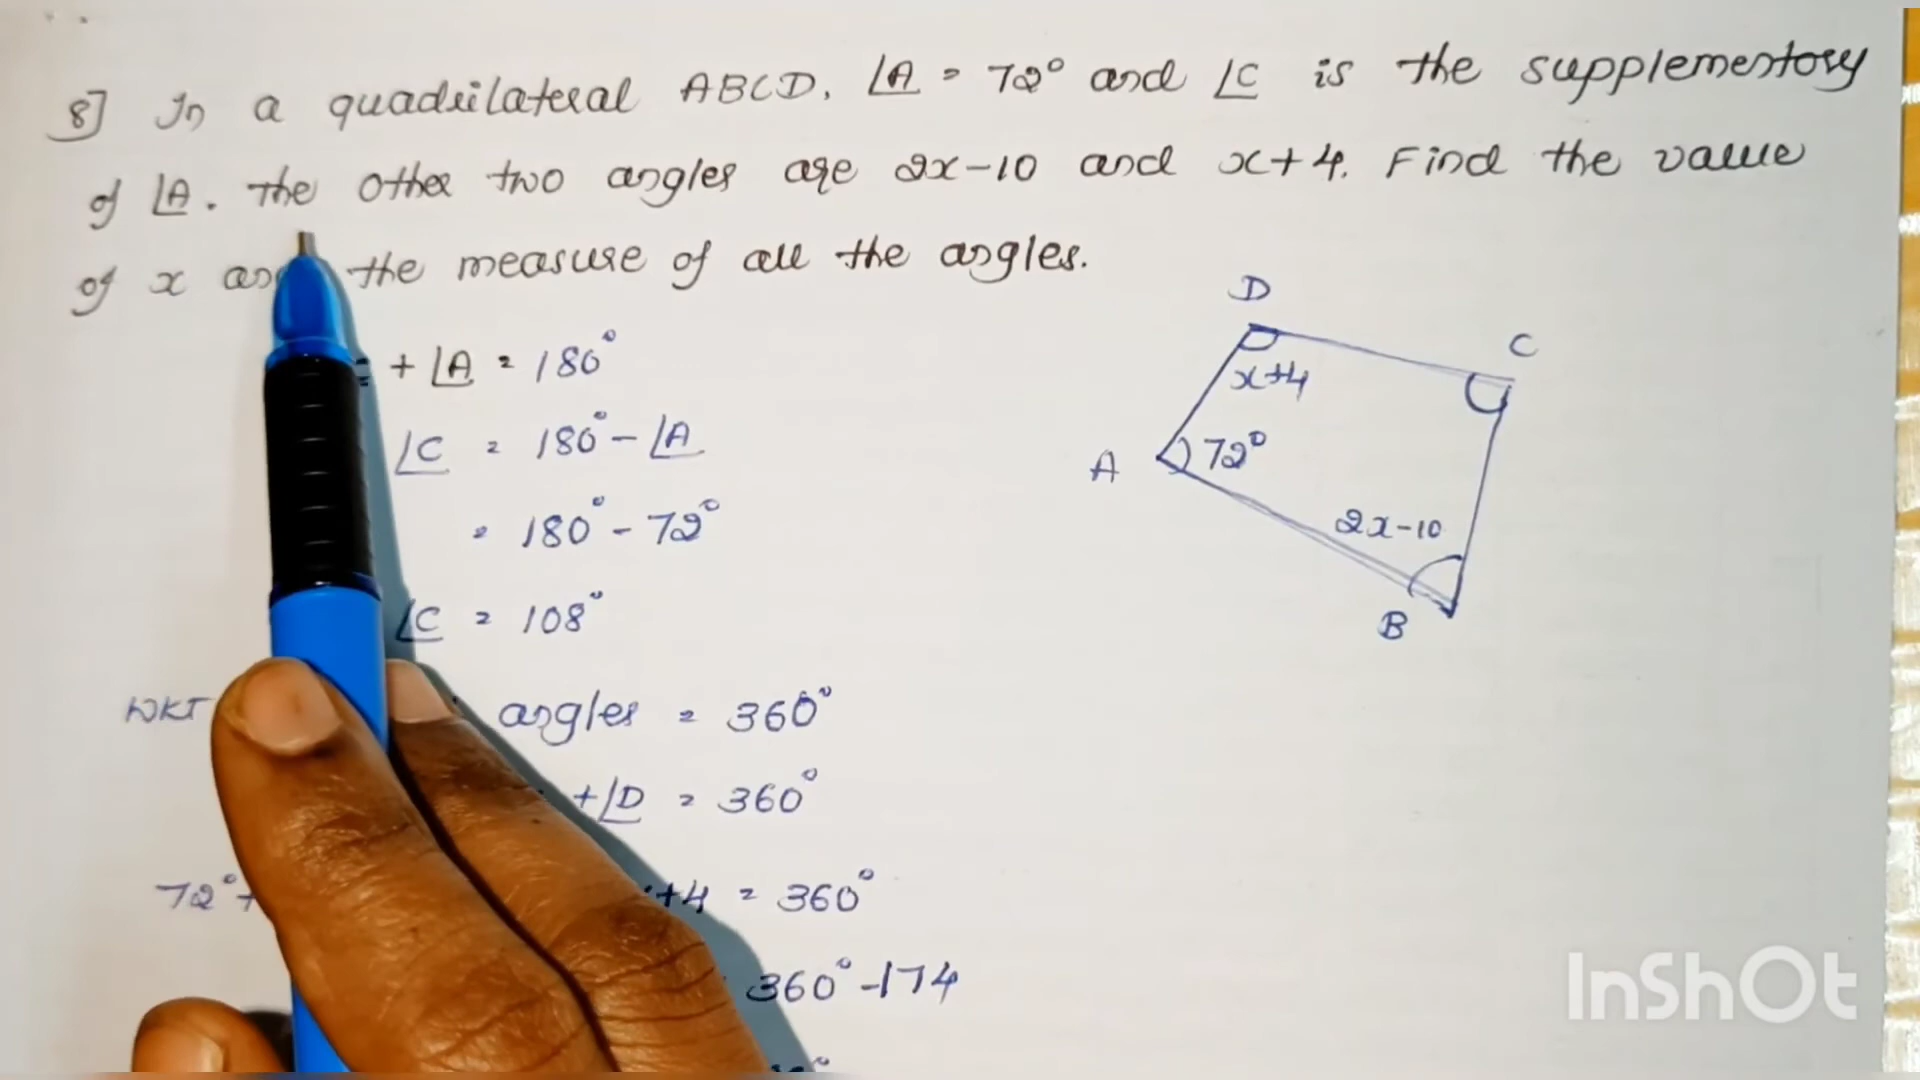 8] In a quadrilateral ABCD, ∠A = 72° and ∠C is the supplementary
of ∠A. The other two angles are 2x-10 and x+4. Find the value
of x the measure of all the angles.
+ ∠A = 180°
∠C = 180° - ∠A
= 180° - 72°
∠C = 108°
WKT angles = 360°
+ ∠D = 360°
72° + +4 = 360°
360° - 174
D
C
x+4
A
72°
2x-10
B
InShOt